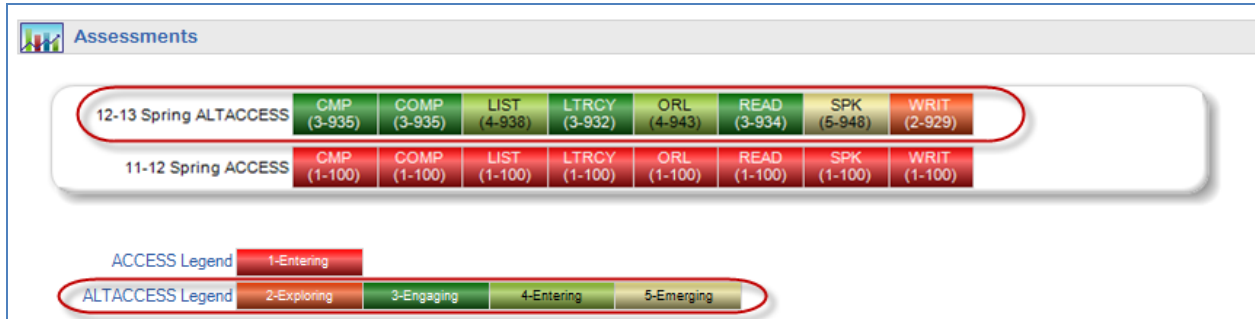 Assessments
12-13 Spring ALTACCESS CMP (3-935) COMP (3-935) LIST (4-938) LTRCY (3-932) ORL (4-943) READ (3-934) SPK (5-948) WRIT (2-929)
11-12 Spring ACCESS CMP (1-100) COMP (1-100) LIST (1-100) LTRCY (1-100) ORL (1-100) READ (1-100) SPK (1-100) WRIT (1-100)
ACCESS Legend 1-Entering
ALTACCESS Legend 2-Exploring 3-Engaging 4-Entering 5-Emerging